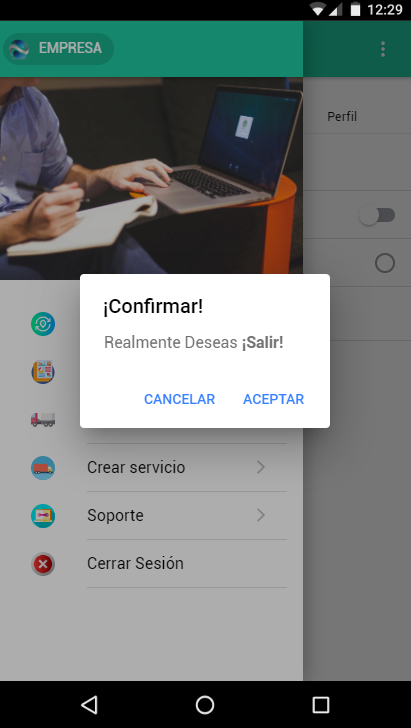 12:29
EMPRESA
Perfil
¡Confirmar!
Realmente Deseas ¡Salir!
CANCELAR
ACEPTAR
Crear servicio
Soporte
Cerrar Sesión